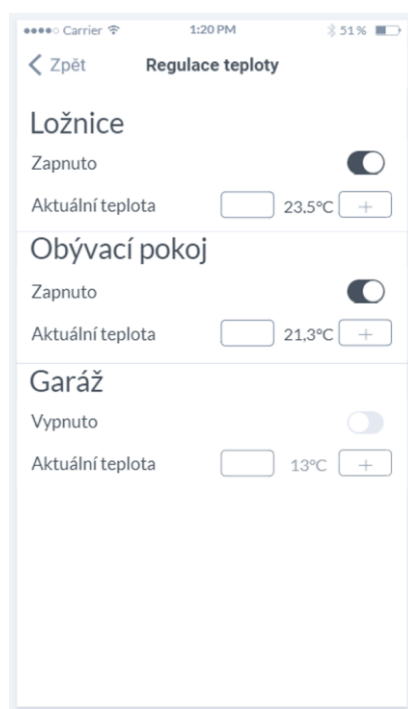 Carrier 1:20 PM 51 %
Zpět Regulace teploty
Ložnice
Zapnuto
Aktuální teplota 23.5°C +
Obývací pokoj
Zapnuto
Aktuální teplota 21,3°C +
Garáž
Vypnuto
Aktuální teplota 13°C +